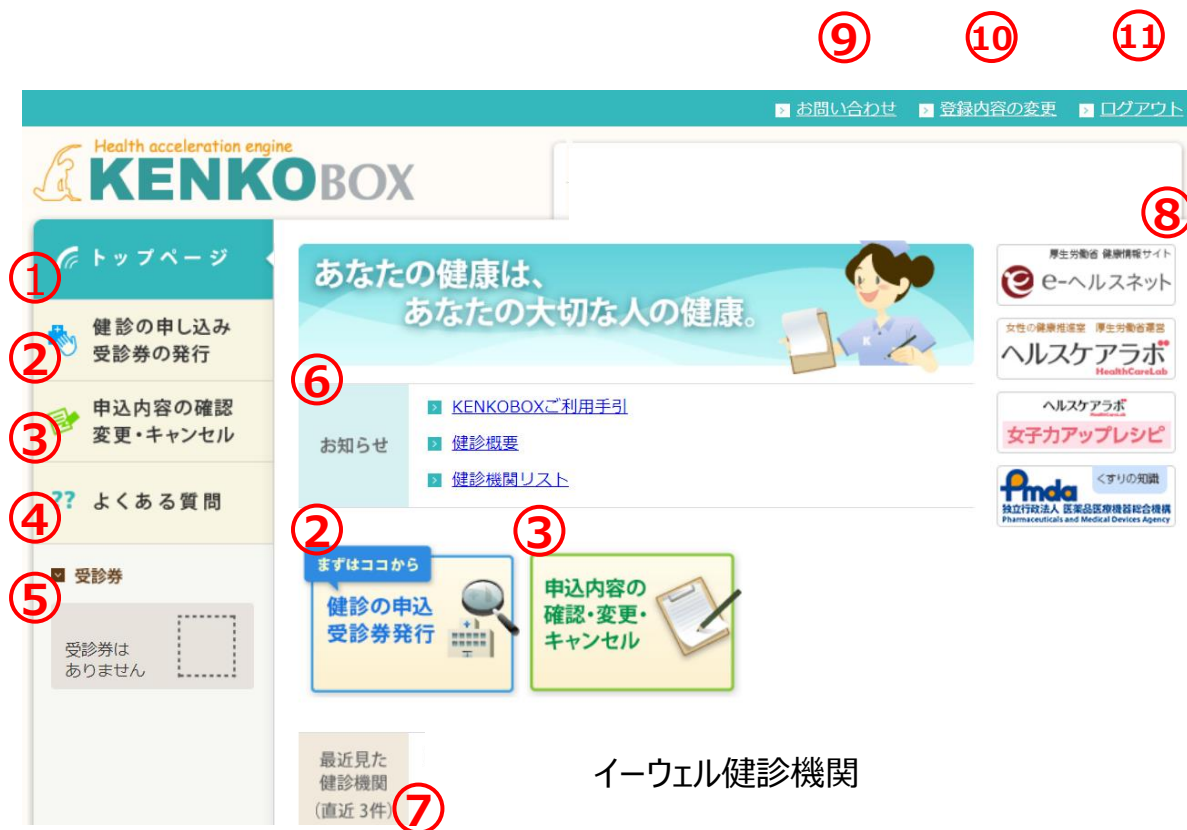 ⑨
⑩
⑪
お問い合わせ
登録内容の変更
ログアウト
Health acceleration engine
KENKOBOX
⑧
トップページ
①
健診の申し込み
受診券の発行
②
申込内容の確認
変更・キャンセル
③
?? よくある質問
④
受診券
⑤
受診券は
ありません
あなたの健康は、
あなたの大切な人の健康。
K
⑥
お知らせ
KENKOBOXご利用手引
健診概要
健診機関リスト
②
まずはココから
健診の申込
受診券発行
③
申込内容の
確認・変更・
キャンセル
最近見た
健診機関
(直近 3件)
⑦
イーウェル健診機関
厚生労働省 健康情報サイト
e-ヘルスネット
女性の健康推進室 厚生労働省運営
ヘルスケアラボ
HealthCareLab
ヘルスケアラボ
HealthCareLab
女子力アップレシピ
Pmda
くすりの知識
独立行政法人 医薬品医療機器総合機構
Pharmaceuticals and Medical Devices Agency